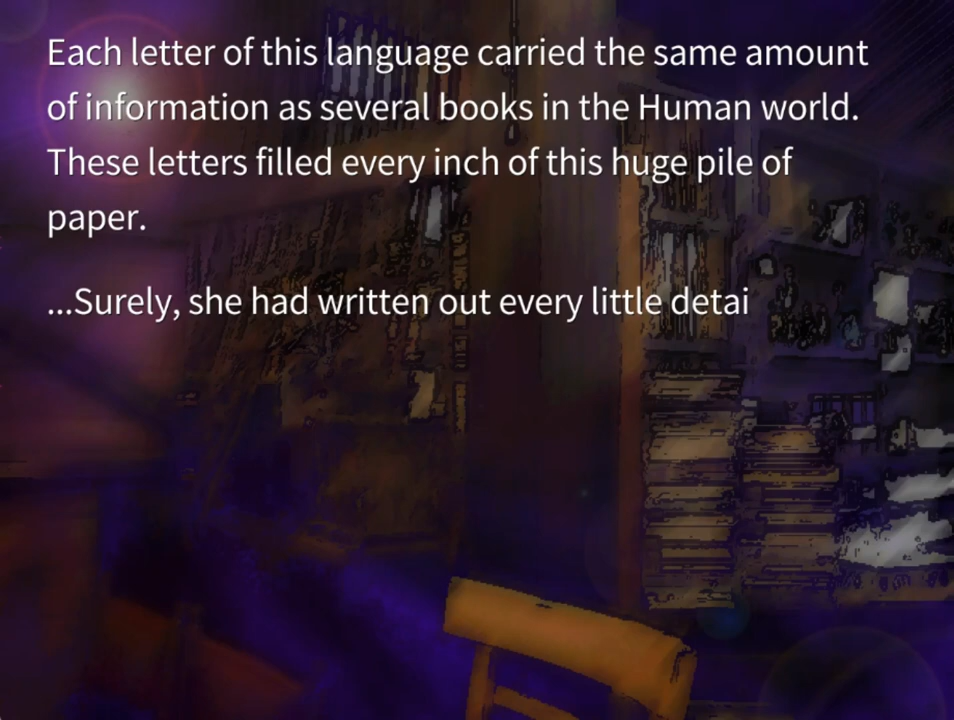 Each letter of this language carried the same amount
of information as several books in the Human world.
These letters filled every inch of this huge pile of
paper.
...Surely, she had written out every little detai